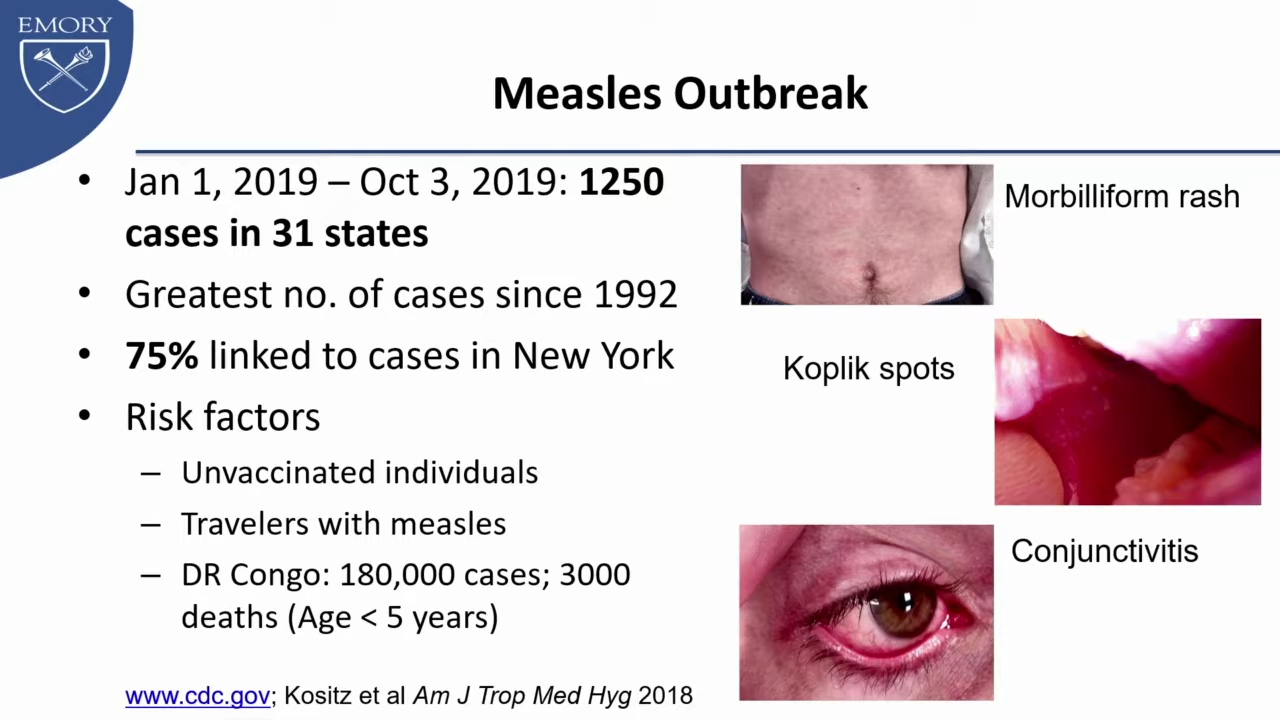 EMORY
Measles Outbreak
• Jan 1, 2019 – Oct 3, 2019: 1250
cases in 31 states
• Greatest no. of cases since 1992
• 75% linked to cases in New York
• Risk factors
– Unvaccinated individuals
– Travelers with measles
– DR Congo: 180,000 cases; 3000
deaths (Age < 5 years)
www.cdc.gov; Kositz et al Am J Trop Med Hyg 2018
Morbilliform rash
Koplik spots
Conjunctivitis